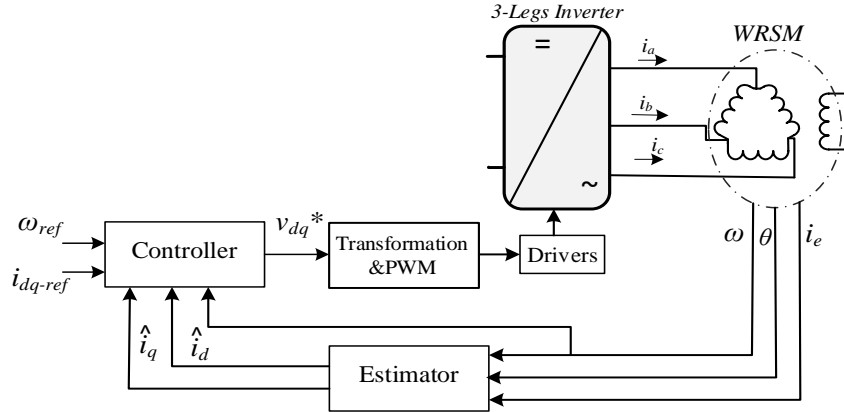 3-Legs Inverter
WRSM
=
~
i_a
i_b
i_c
ω_ref
i_dq-ref
Controller
v_dq*
Transformation
&PWM
Drivers
ω
θ
i_e
î_q
î_d
Estimator